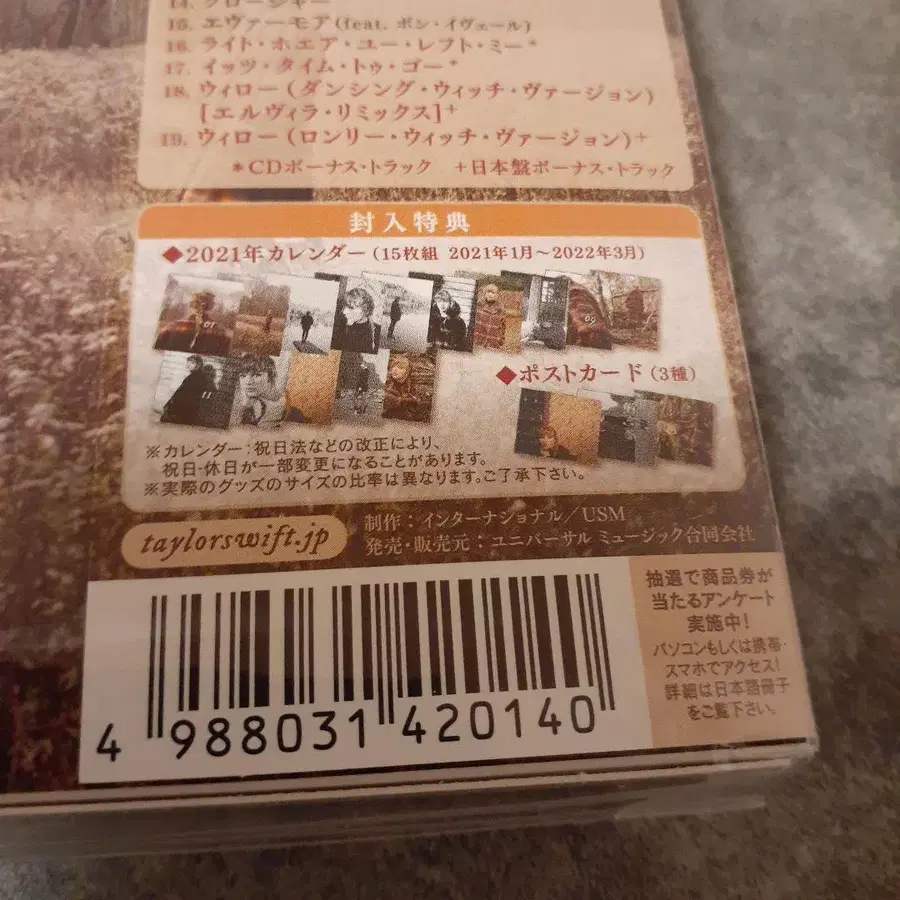 14. クロージャー
15. エヴァーモア(feat. ボン・イヴェール)
16. ライト・ホエア・ユー・レフト・ミー*
17. イッツ・タイム・トゥ・ゴー*
18. ウィロー(ダンシング・ウィッチ・ヴァージョン)
[エルヴィラ・リミックス]+
19. ウィロー(ロンリー・ウィッチ・ヴァージョン)+
*CDボーナス・トラック +日本盤ボーナス・トラック
封入特典
◆2021年カレンダー(15枚組 2021年1月〜2022年3月)
◆ポストカード(3種)
※カレンダー:祝日法などの改正により、
祝日・休日が一部変更になることがあります。
※実際のグッズのサイズの比率は異なります。ご了承下さい。
taylorswift.jp
制作:インターナショナル/USM
発売・販売元:ユニバーサル ミュージック合同会社
抽選で商品券が
当たるアンケート
実施中!
パソコンもしくは携帯・
スマホでアクセス!
詳細は日本語冊子
をご覧下さい。
4 988031 420140